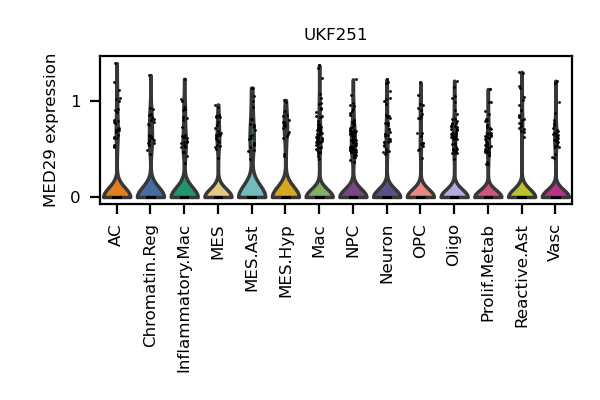 UKF251
MED29 expression
1
0
AC
Chromatin.Reg
Inflammatory.Mac
MES
MES.Ast
MES.Hyp
Mac
NPC
Neuron
OPC
Oligo
Prolif.Metab
Reactive.Ast
Vasc